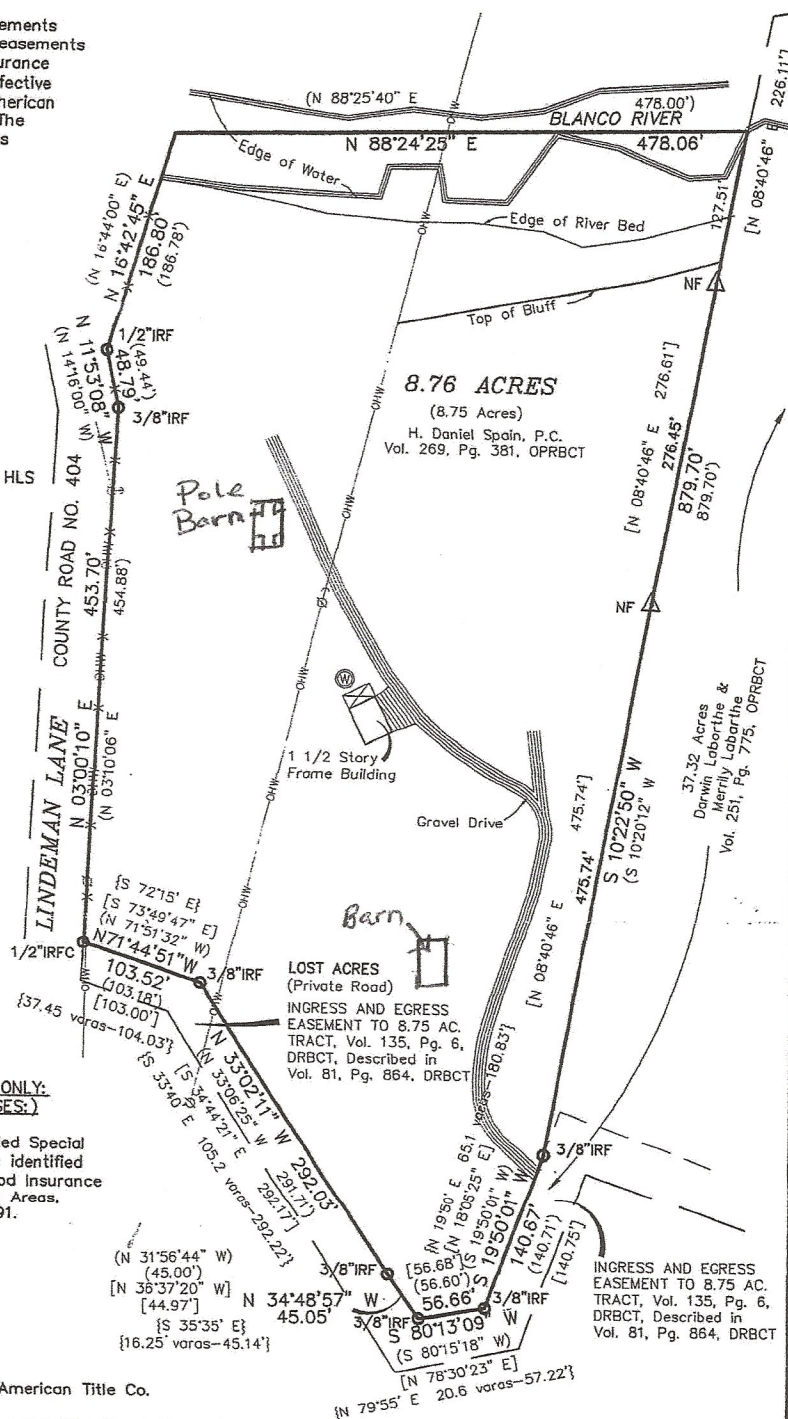 ements
easements
urance
fective
nerican
The
s
(N 88°25'40" E
478.00')
BLANCO RIVER
N 88°24'25" E
478.06'
226.11']
[N 08°40'46" E
127.51'
Edge of Water
Edge of River Bed
Top of Bluff
NF
(N 16°44'00" E)
N 16°42'45" E
186.80'
(186.78')
1/2"IRF
N 11°53'08" W
48.79'
(49.44')
(N 14°16'00" W)
3/8"IRF
HLS
8.76 ACRES
(8.75 Acres)
H. Daniel Spain, P.C.
Vol. 269, Pg. 381, OPRBCT
OHW
OHW
OHW
OHW
OHW
OHW
OHW
OHW
Pole
Barn
[N 08°40'46" E 276.61']
276.45'
879.70'
879.70')
NF
LINDEMAN LANE
COUNTY ROAD NO. 404
N 03°00'10" E
453.70'
(N 03°10'06" E
454.88')
W
1 1/2 Story
Frame Building
Gravel Drive
37.32 Acres
Darwin Laborthe &
Merrily Labarthe
Vol. 251, Pg. 775, OPRBCT
[N 08°40'46" E 475.74']
475.74'
S 10°22'50" W
(S 10°20'12" W
{S 72°15' E}
[S 73°49'47" E]
(N 71°51'32" W)
N71°44'51"W
103.52'
(103.18')
[103.00']
{37.45 varas-104.03'}
1/2"IRFC
3/8"IRF
Barn
LOST ACRES
(Private Road)
INGRESS AND EGRESS
EASEMENT TO 8.75 AC.
TRACT, Vol. 135, Pg. 6,
DRBCT, Described in
Vol. 81, Pg. 864, DRBCT
N 33°02'11" W 292.03'
(N 33°06'25" W 291.71')
[S 34°44'21" E 292.17']
{S 33°40' E 105.2 varas-292.22'}
ONLY:
SES:)
ed Special
identified
od Insurance
Areas.
91.
{N 19°50' E 65.1 varas-180.83'}
[N 18°05'25" E]
(S 19°50'01" W)
S 19°50'01" W
140.67'
(140.71')
[140.75']
3/8"IRF
(N 31°56'44" W)
(45.00')
[N 36°37'20" W]
[44.97']
{S 35°35' E}
{16.25 varas-45.14'}
3/8"IRF
N 34°48'57" W
45.05'
3/8"IRF
[56.68']
(56.60')
56.66'
3/8"IRF
S 80°13'09" W
(S 80°15'18" W)
[N 78°30'23" E]
{N 79°55' E 20.6 varas-57.22'}
INGRESS AND EGRESS
EASEMENT TO 8.75 AC.
TRACT, Vol. 135, Pg. 6,
DRBCT, Described in
Vol. 81, Pg. 864, DRBCT
American Title Co.